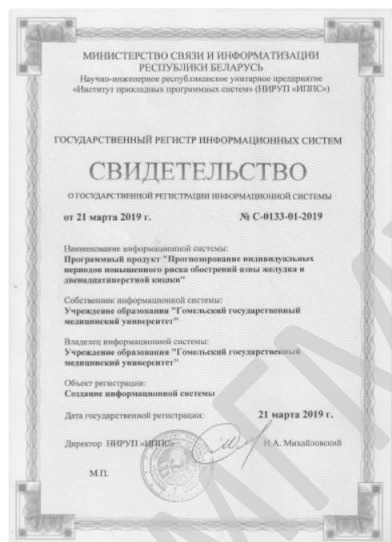 МИНИСТЕРСТВО СВЯЗИ И ИНФОРМАТИЗАЦИИ
РЕСПУБЛИКИ БЕЛАРУСЬ
Научно-инженерное республиканское унитарное предприятие
«Институт прикладных программных систем» (НИРУП «ИППС»)
ГОСУДАРСТВЕННЫЙ РЕГИСТР ИНФОРМАЦИОННЫХ СИСТЕМ
СВИДЕТЕЛЬСТВО
О ГОСУДАРСТВЕННОЙ РЕГИСТРАЦИИ ИНФОРМАЦИОННОЙ СИСТЕМЫ
от 21 марта 2019 г. № С-0133-01-2019
Наименование информационной системы:
Программный продукт "Прогнозирование индивидуальных
периодов повышенного риска обострений язвы желудка и
двенадцатиперстной кишки"
Собственник информационной системы:
Учреждение образования "Гомельский государственный
медицинский университет"
Владелец информационной системы:
Учреждение образования "Гомельский государственный
медицинский университет"
Объект регистрации:
Создание информационной системы
Дата государственной регистрации: 21 марта 2019 г.
Директор НИРУП «ИППС» Н.А. Михайловский
М.П.